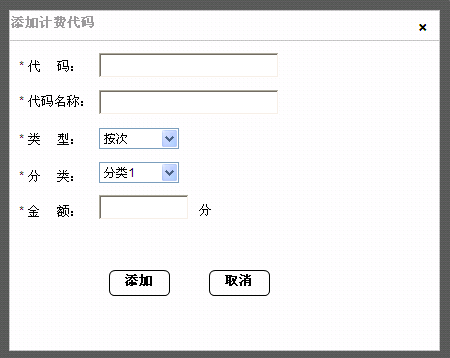 添加计费代码
* 代 码：
* 代码名称：
* 类 型： 按次
* 分 类： 分类1
* 金 额： 分
添加 取消